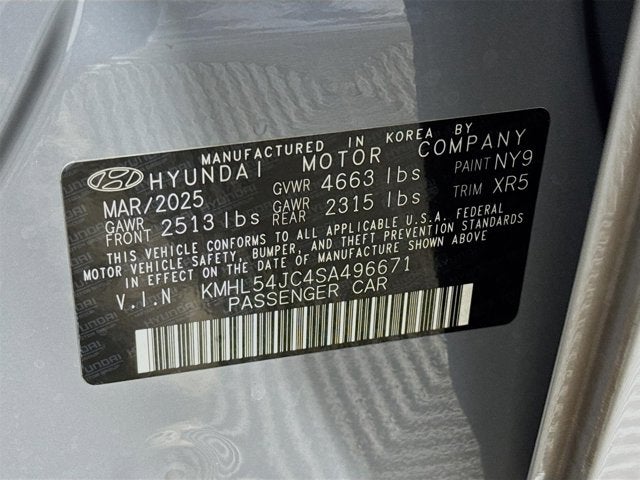 MANUFACTURED IN KOREA BY
HYUNDAI MOTOR COMPANY
MAR/2025 GVWR 4663 lbs PAINT NY9
GAWR FRONT 2513 lbs GAWR REAR 2315 lbs TRIM XR5
THIS VEHICLE CONFORMS TO ALL APPLICABLE U.S.A. FEDERAL
MOTOR VEHICLE SAFETY, BUMPER, AND THEFT PREVENTION STANDARDS
IN EFFECT ON THE DATE OF MANUFACTURE SHOWN ABOVE
V.I.N KMHL54JC4SA496671
PASSENGER CAR